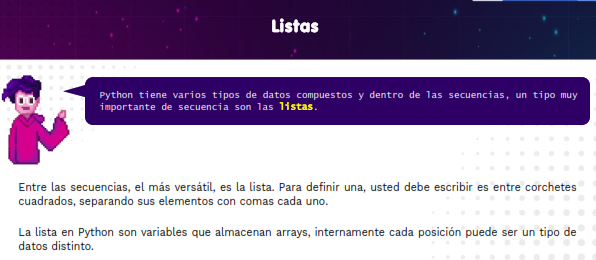 Listas
Python tiene varios tipos de datos compuestos y dentro de las secuencias, un tipo muy
importante de secuencia son las listas.
Entre las secuencias, el más versátil, es la lista. Para definir una, usted debe escribir es entre corchetes
cuadrados, separando sus elementos con comas cada uno.
La lista en Python son variables que almacenan arrays, internamente cada posición puede ser un tipo de
datos distinto.